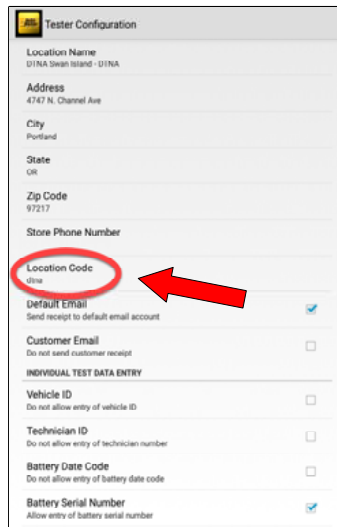 Tester Configuration
Location Name
DTNA Swan Island - DTNA
Address
4747 N. Channel Ave
City
Portland
State
OR
Zip Code
97217
Store Phone Number
Location Code
dtna
Default Email
Send receipt to default email account
Customer Email
Do not send customer receipt
INDIVIDUAL TEST DATA ENTRY
Vehicle ID
Do not allow entry of vehicle ID
Technician ID
Do not allow entry of technician number
Battery Date Code
Do not allow entry of battery date code
Battery Serial Number
Allow entry of battery serial number